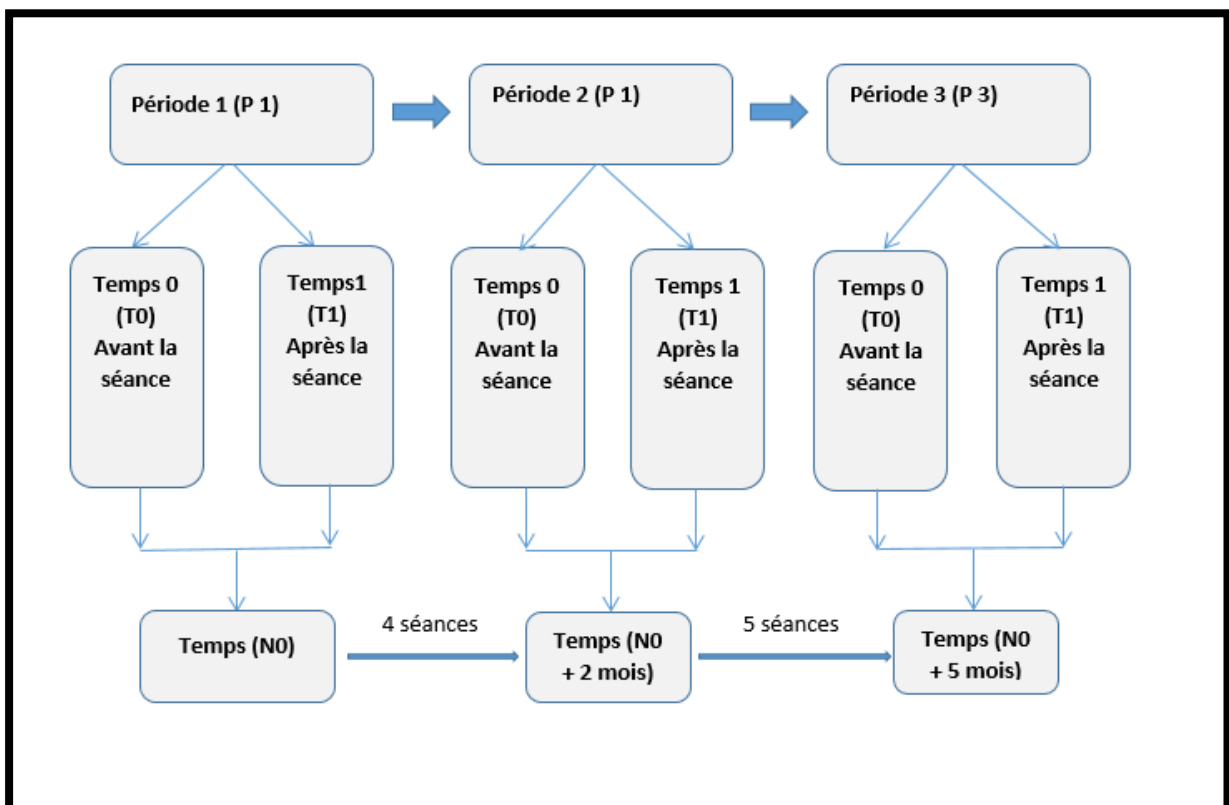 Période 1 (P 1)
Période 2 (P 1)
Période 3 (P 3)
Temps 0
(T0)
Avant la
séance
Temps1
(T1)
Après la
séance
Temps 0
(T0)
Avant la
séance
Temps 1
(T1)
Après la
séance
Temps 0
(T0)
Avant la
séance
Temps 1
(T1)
Après la
séance
Temps (N0)
4 séances
Temps (N0
+ 2 mois)
5 séances
Temps (N0
+ 5 mois)